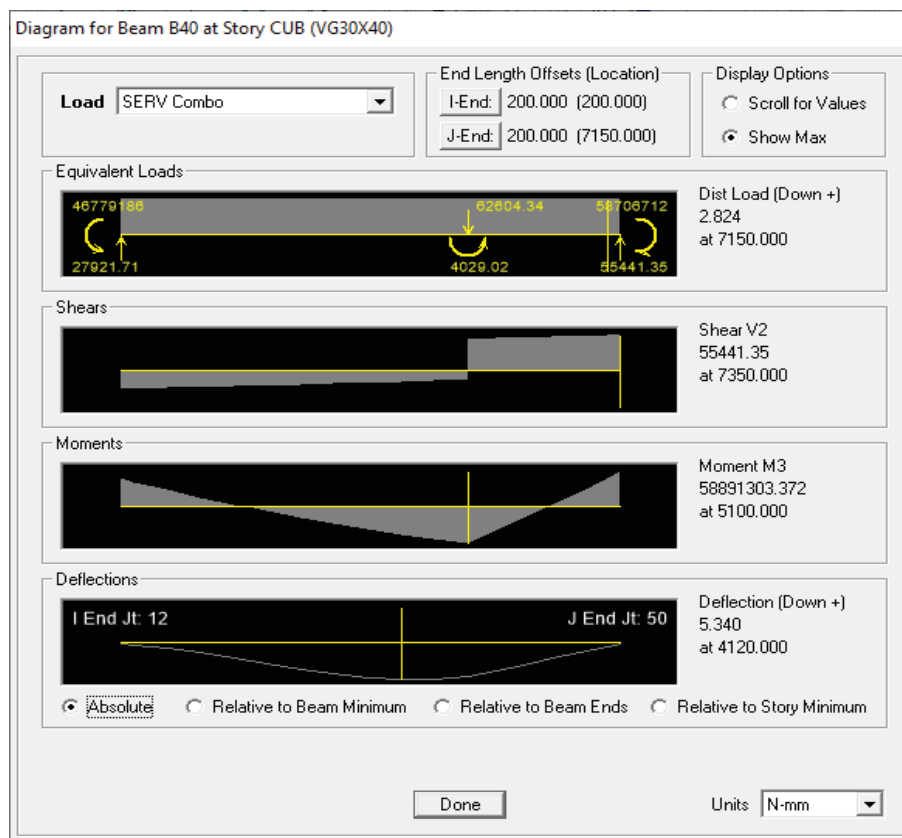 Diagram for Beam B40 at Story CUB (VG30X40)
Load SERV Combo
End Length Offsets (Location)
I-End: 200.000 (200.000)
J-End: 200.000 (7150.000)
Display Options
Scroll for Values
Show Max
Equivalent Loads
46779186 62604.34 58706712
27921.71 4029.02 55441.35
Dist Load (Down +)
2.824
at 7150.000
Shears
Shear V2
55441.35
at 7350.000
Moments
Moment M3
58891303.372
at 5100.000
Deflections
I End Jt: 12 J End Jt: 50
Deflection (Down +)
5.340
at 4120.000
Absolute Relative to Beam Minimum Relative to Beam Ends Relative to Story Minimum
Done
Units N-mm